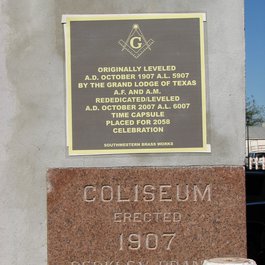 G
ORIGINALLY LEVELED
A.D. OCTOBER 1907 A.L. 5907
BY THE GRAND LODGE OF TEXAS
A.F. AND A.M.
REDEDICATED/LEVELED
A.D. OCTOBER 2007 A.L. 6007
TIME CAPSULE
PLACED FOR 2058
CELEBRATION
SOUTHWESTERN BRASS WORKS
COLISEUM
ERECTED
1907